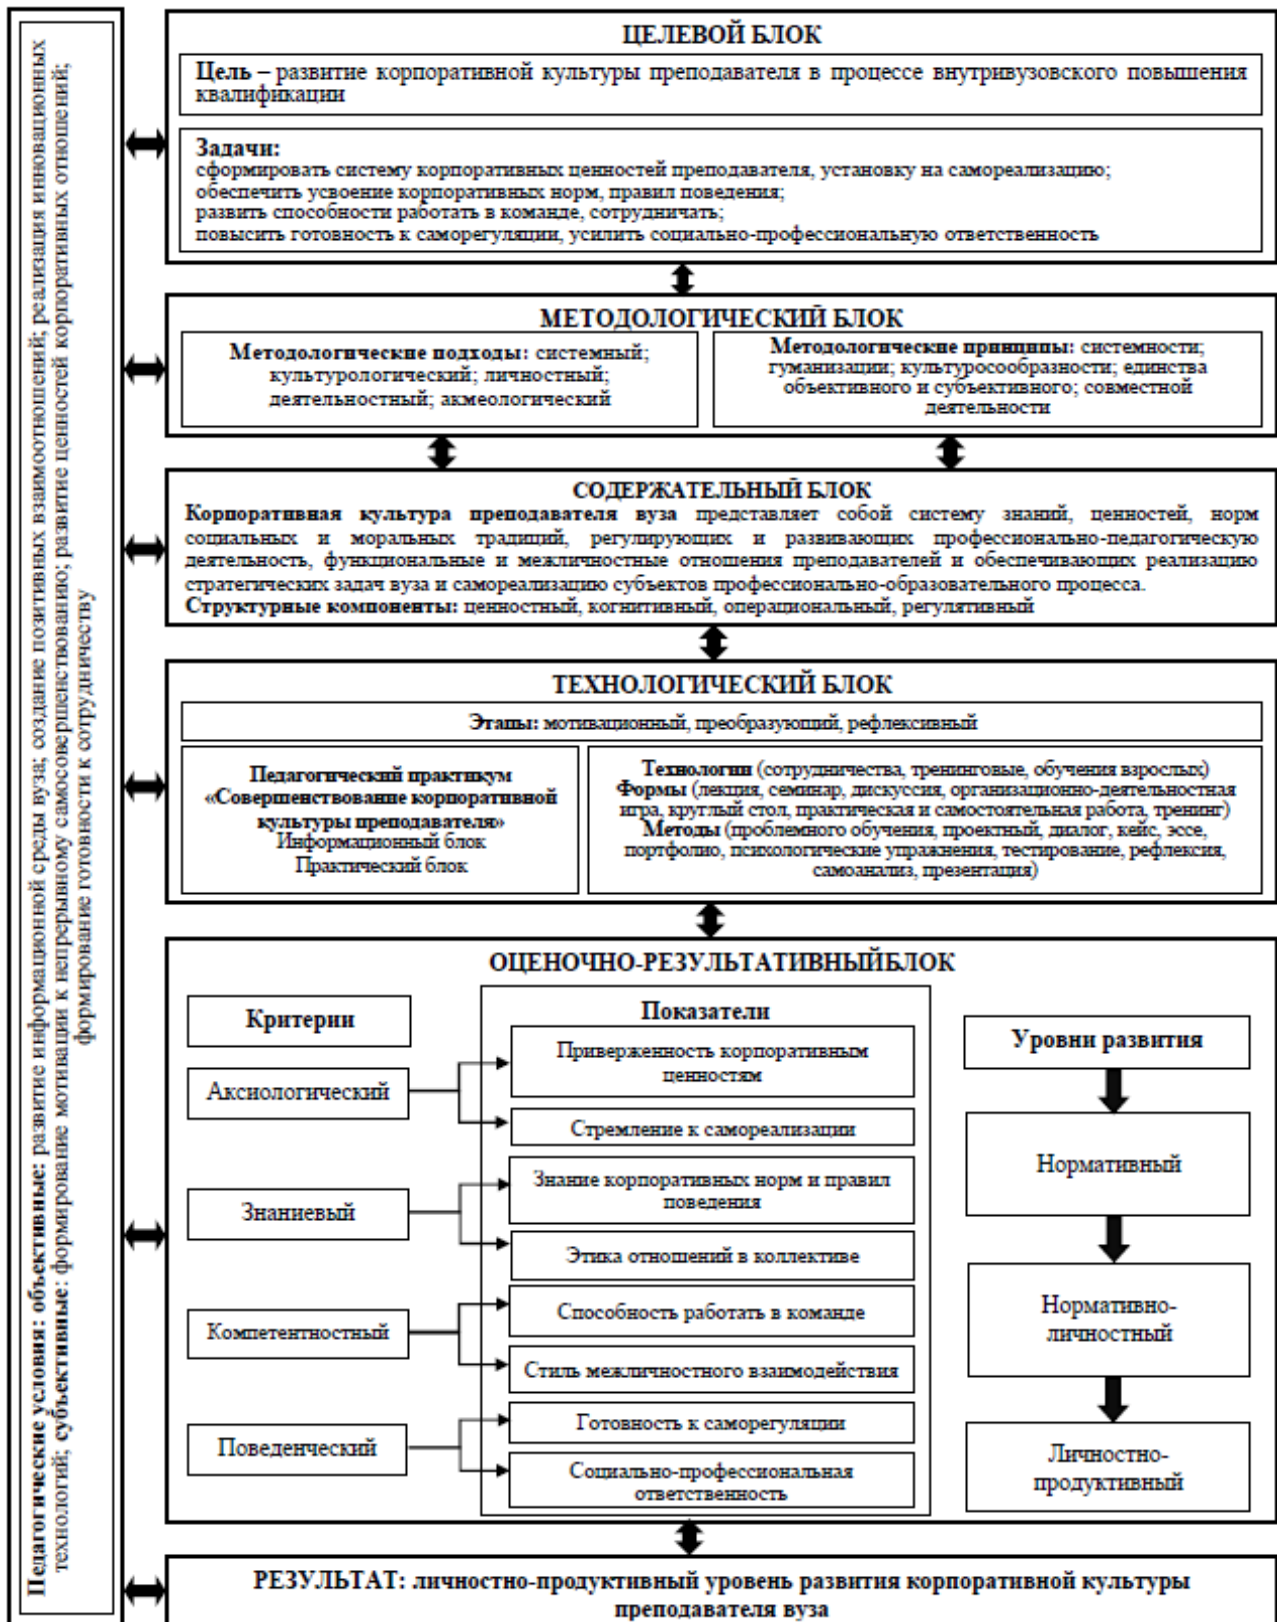 Педагогические условия: объективные: развитие информационной среды вуза; создание позитивных взаимоотношений; реализация инновационных
технологий; субъективные: формирование мотивации к непрерывному самосовершенствованию; развитие ценностей корпоративных отношений;
формирование готовности к сотрудничеству
ЦЕЛЕВОЙ БЛОК
Цель – развитие корпоративной культуры преподавателя в процессе внутривузовского повышения
квалификации
Задачи:
сформировать систему корпоративных ценностей преподавателя, установку на самореализацию;
обеспечить усвоение корпоративных норм, правил поведения;
развить способности работать в команде, сотрудничать;
повысить готовность к саморегуляции, усилить социально-профессиональную ответственность
МЕТОДОЛОГИЧЕСКИЙ БЛОК
Методологические подходы: системный;
культурологический; личностный;
деятельностный; акмеологический
Методологические принципы: системности;
гуманизации; культуросообразности; единства
объективного и субъективного; совместной
деятельности
СОДЕРЖАТЕЛЬНЫЙ БЛОК
Корпоративная культура преподавателя вуза представляет собой систему знаний, ценностей, норм
социальных и моральных традиций, регулирующих и развивающих профессионально-педагогическую
деятельность, функциональные и межличностные отношения преподавателей и обеспечивающих реализацию
стратегических задач вуза и самореализацию субъектов профессионально-образовательного процесса.
Структурные компоненты: ценностный, когнитивный, операциональный, регулятивный
ТЕХНОЛОГИЧЕСКИЙ БЛОК
Этапы: мотивационный, преобразующий, рефлексивный
Педагогический практикум
«Совершенствование корпоративной
культуры преподавателя»
Информационный блок
Практический блок
Технологии (сотрудничества, тренинговые, обучения взрослых)
Формы (лекция, семинар, дискуссия, организационно-деятельностная
игра, круглый стол, практическая и самостоятельная работа, тренинг)
Методы (проблемного обучения, проектный, диалог, кейс, эссе,
портфолио, психологические упражнения, тестирование, рефлексия,
самоанализ, презентация)
ОЦЕНОЧНО-РЕЗУЛЬТАТИВНЫЙ БЛОК
Критерии
Аксиологический
Знаниевый
Компетентностный
Поведенческий
Показатели
Приверженность корпоративным
ценностям
Стремление к самореализации
Знание корпоративных норм и правил
поведения
Этика отношений в коллективе
Способность работать в команде
Стиль межличностного взаимодействия
Готовность к саморегуляции
Социально-профессиональная
ответственность
Уровни развития
Нормативный
Нормативно-
личностный
Личностно-
продуктивный
РЕЗУЛЬТАТ: личностно-продуктивный уровень развития корпоративной культуры
преподавателя вуза